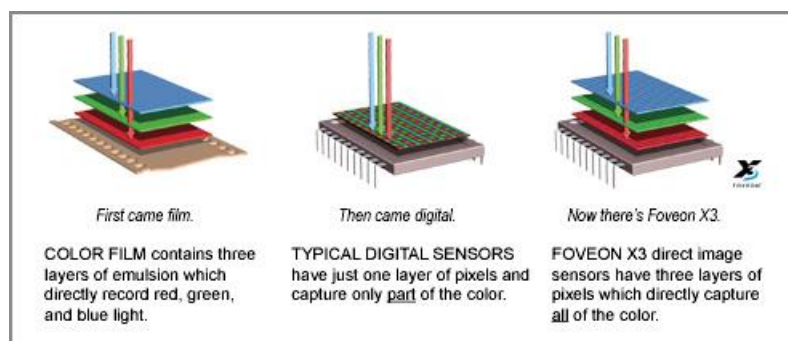 First came film.
COLOR FILM contains three
layers of emulsion which
directly record red, green,
and blue light.
Then came digital.
TYPICAL DIGITAL SENSORS
have just one layer of pixels and
capture only part of the color.
X3
Now there's Foveon X3.
FOVEON X3 direct image
sensors have three layers of
pixels which directly capture
all of the color.